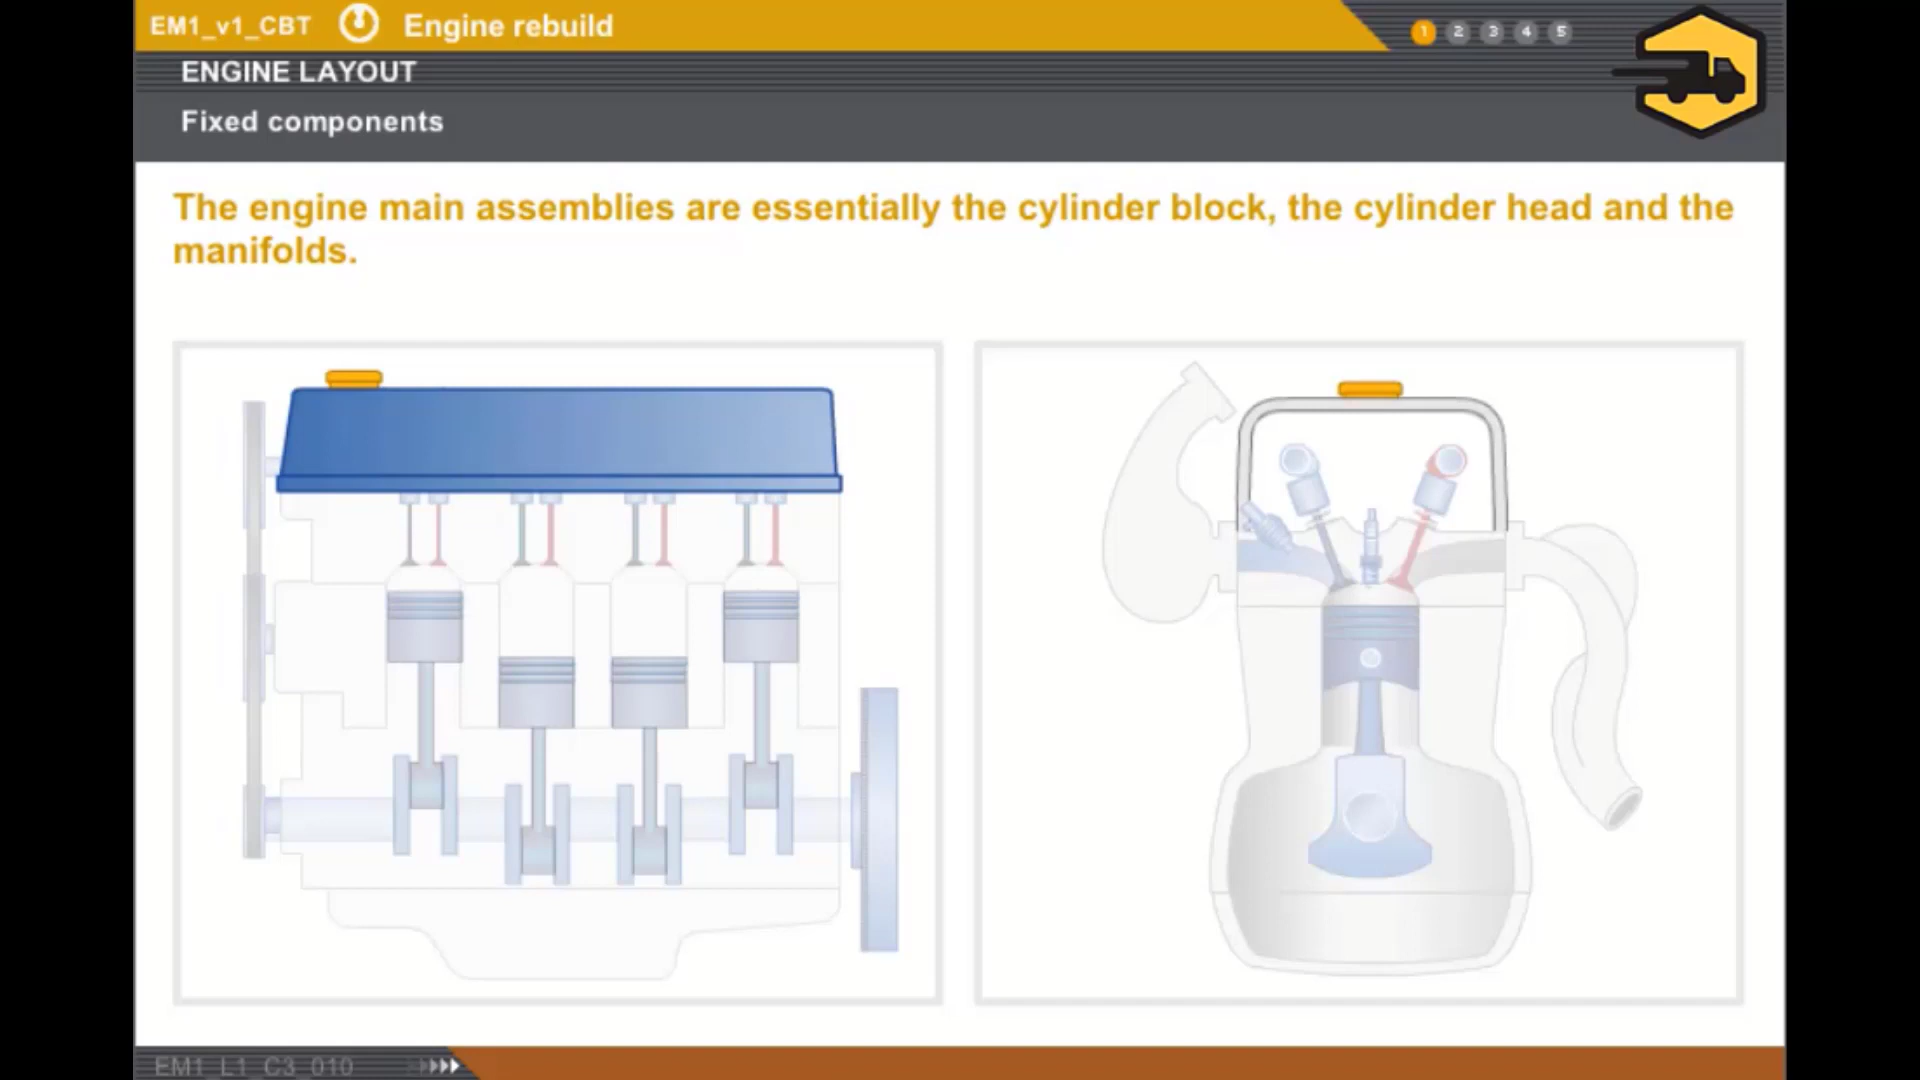 EM1_v1_CBT Engine rebuild 1 2 3 4 5
ENGINE LAYOUT
Fixed components
The engine main assemblies are essentially the cylinder block, the cylinder head and the
manifolds.
EM1_L1_C3_010